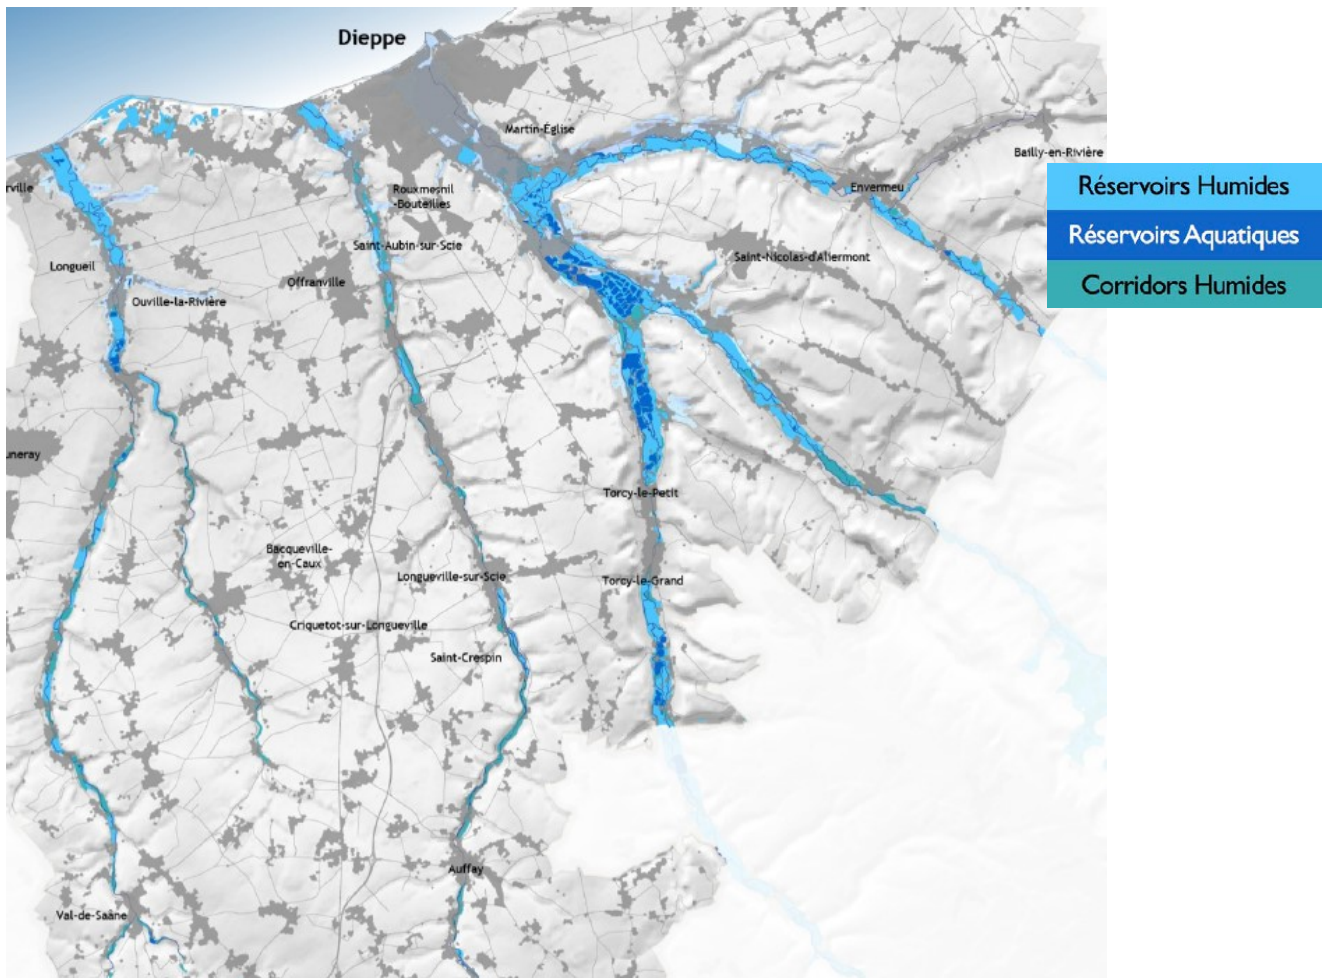 Dieppe
Martin-Église
Bailly-en-Rivière
Réservoirs Humides
Envermeu
Rouxmesnil
-Bouteilles
Réservoirs Aquatiques
Saint-Aubin-sur-Scie
Saint-Nicolas-d'Aliermont
Longueil
Offranville
Corridors Humides
Ouville-la-Rivière
Torcy-le-Petit
Bacqueville-
en-Caux
Longueville-sur-Scie
Torcy-le-Grand
Criquetot-sur-Longueville
Saint-Crespin
Auffay
Val-de-Saâne